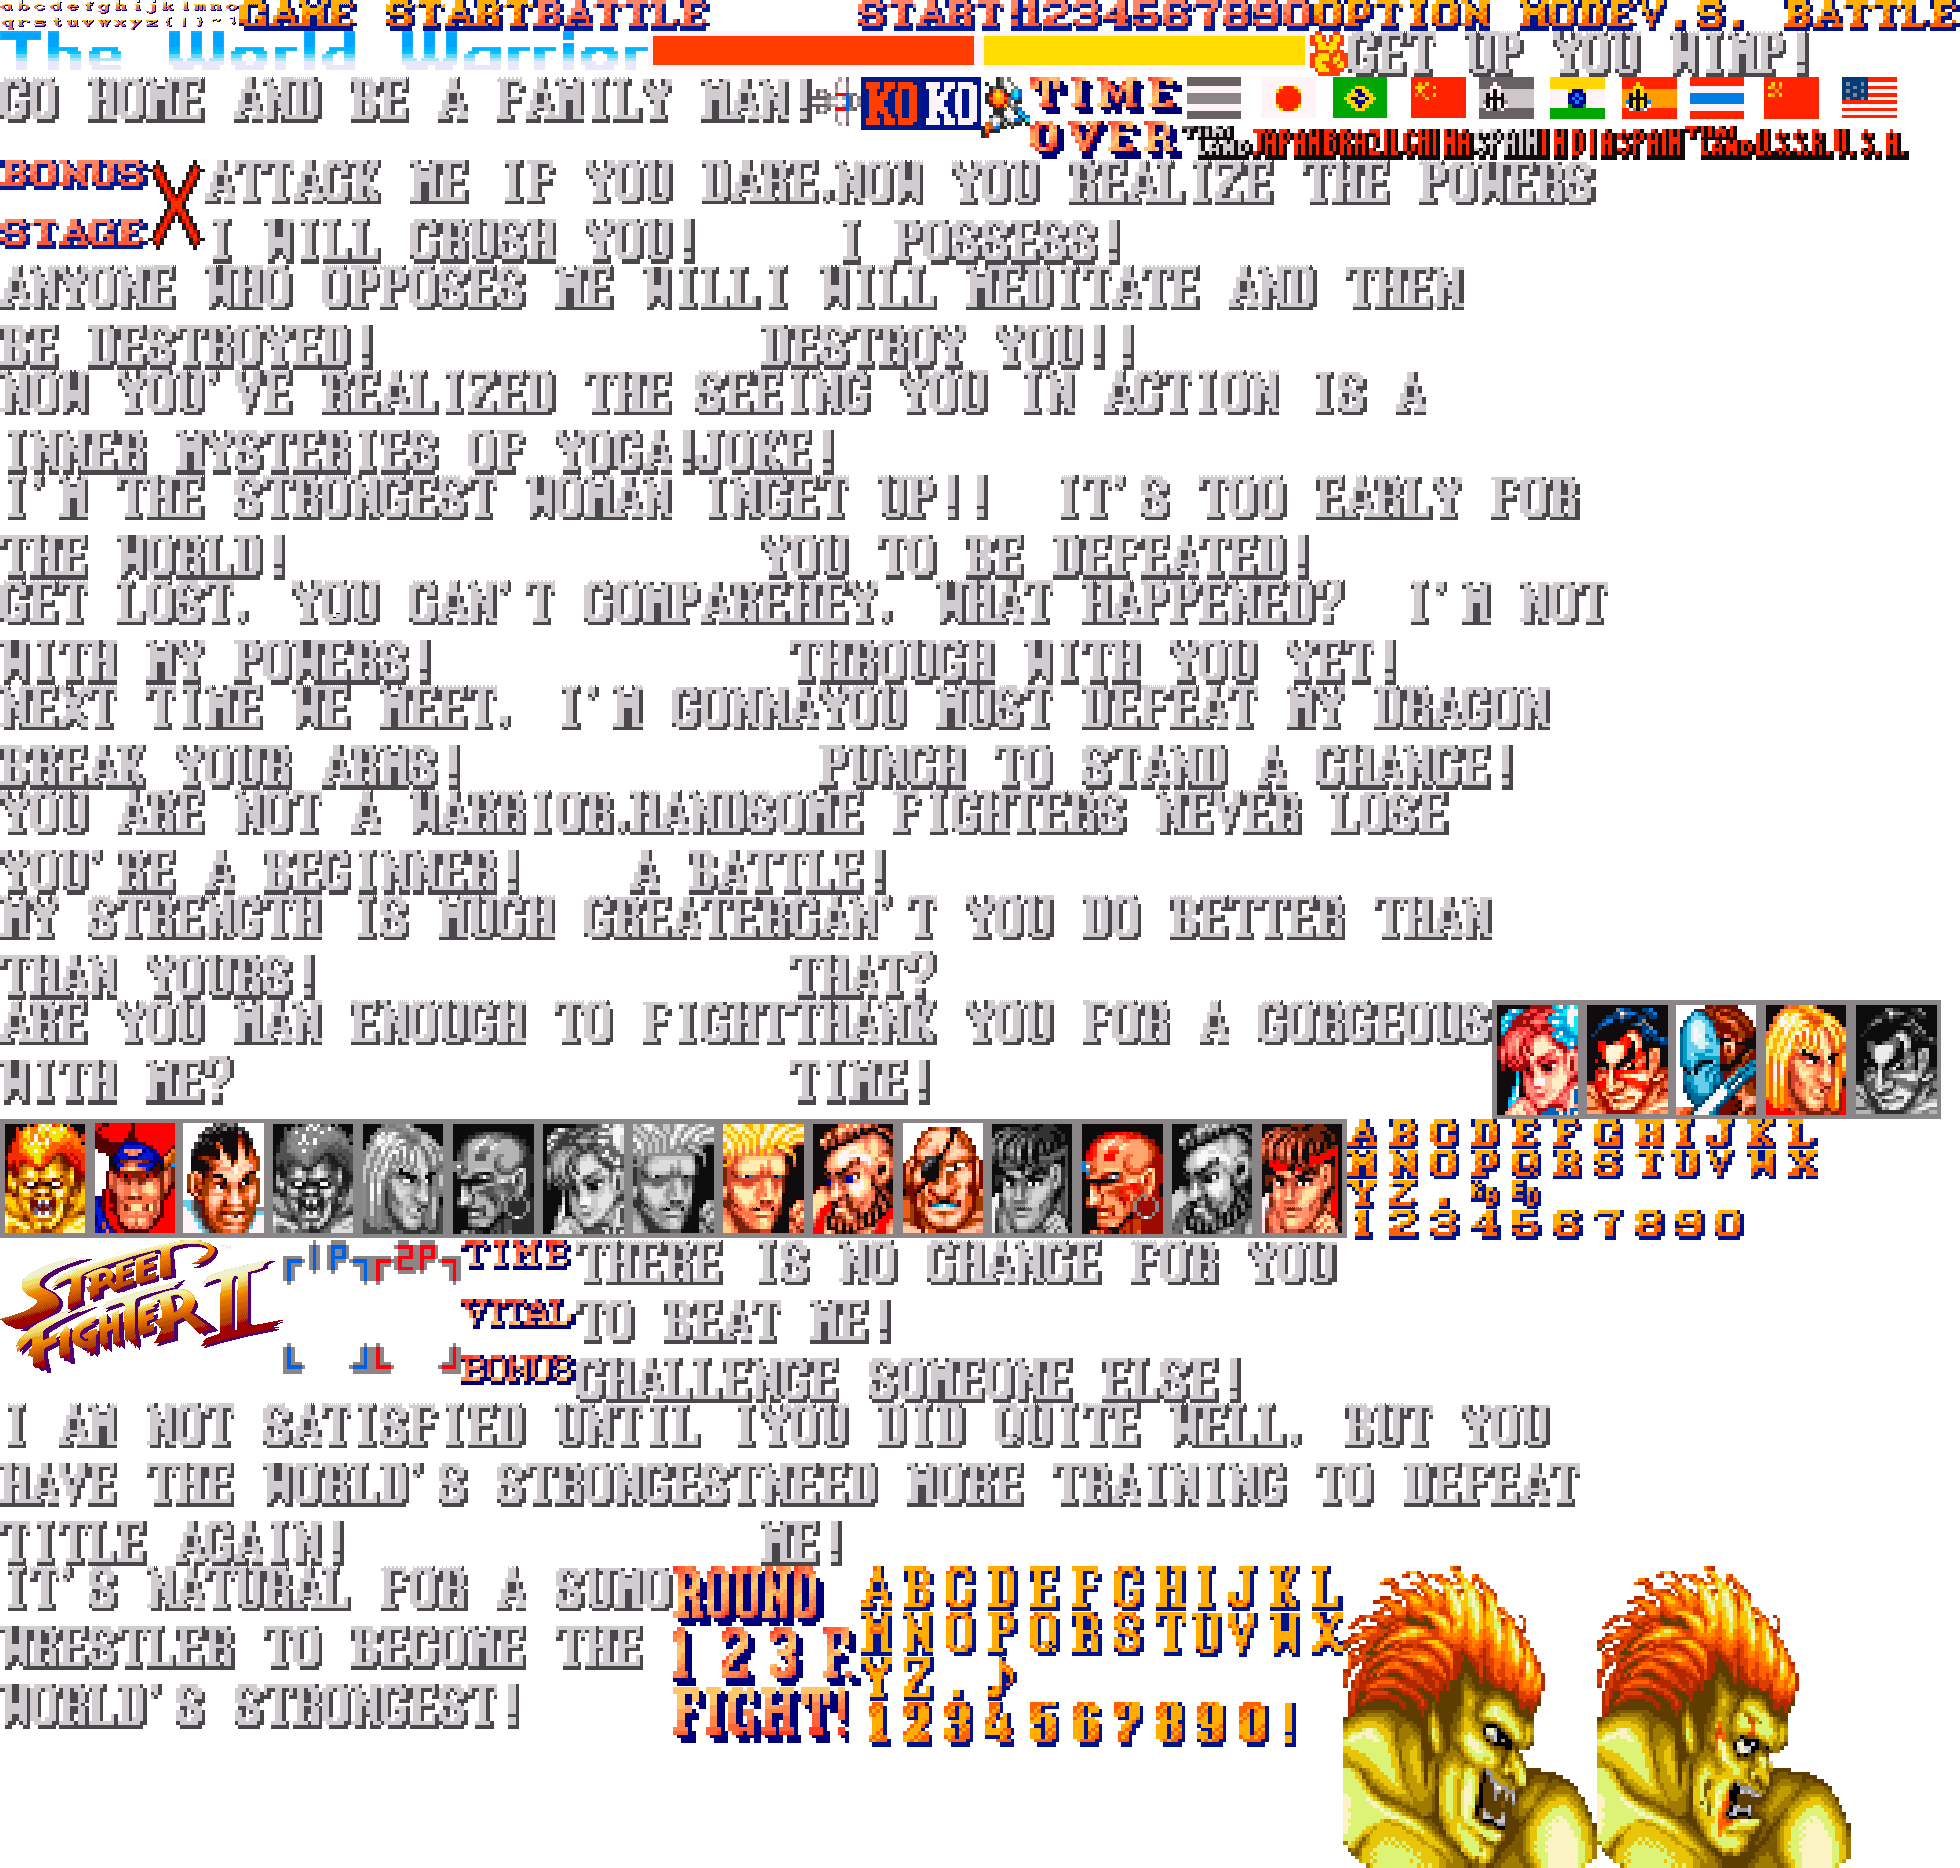 abcdefghijklmno
qrstuvwxyz{|}~
GAME START
BATTLE START
1234567890
OPTION MODE
V.S. BATTLE
The World Warrior
GET UP YOU WIMP!
GO HOME AND BE A FAMILY MAN!
KO
KO
TIME
OVER
JAPAN
BRAZIL
CHINA
SPAIN
INDIA
SPAIN
U.S.S.R.
U.S.A.
BONUS
STAGE
ATTACK ME IF YOU DARE.
I WILL CRUSH YOU!
NOW YOU REALIZE THE POWERS
I POSSESS!
ANYONE WHO OPPOSES ME WILL
BE DESTROYED!
I WILL MEDITATE AND THEN
DESTROY YOU!!
NOW YOU'VE REALIZED THE
INNER MYSTERIES OF YOGA!
SEEING YOU IN ACTION IS A
JOKE!
I'M THE STRONGEST WOMAN IN
THE WORLD!
GET UP!! IT'S TOO EARLY FOR
YOU TO BE DEFEATED!
GET LOST, YOU CAN'T COMPARE
WITH MY POWERS!
HEY, WHAT HAPPENED? I'M NOT
THROUGH WITH YOU YET!
NEXT TIME WE MEET, I'M GONNA
BREAK YOUR ARMS!
YOU MUST DEFEAT MY DRAGON
PUNCH TO STAND A CHANCE!
YOU ARE NOT A WARRIOR,
YOU'RE A BEGINNER!
HANDSOME FIGHTERS NEVER LOSE
A BATTLE!
MY STRENGTH IS MUCH GREATER
THAN YOURS!
CAN'T YOU DO BETTER THAN
THAT?
ARE YOU MAN ENOUGH TO FIGHT
WITH ME?
THANK YOU FOR A GORGEOUS
TIME!
A B C D E F G H I J K L
M N O P Q R S T U V W X
Y Z .
1 2 3 4 5 6 7 8 9 0
STREET
FIGHTER II
1P
2P
TIME
VITAL
BONUS
THERE IS NO CHANCE FOR YOU
TO BEAT ME!
CHALLENGE SOMEONE ELSE!
I AM NOT SATISFIED UNTIL I
HAVE THE WORLD'S STRONGEST
TITLE AGAIN!
YOU DID QUITE WELL, BUT YOU
NEED MORE TRAINING TO DEFEAT
ME!
IT'S NATURAL FOR A SUMO
WRESTLER TO BECOME THE
WORLD'S STRONGEST!
ROUND
1 2 3 F.
FIGHT!
A B C D E F G H I J K L
M N O P Q R S T U V W X
Y Z .
1 2 3 4 5 6 7 8 9 0 !